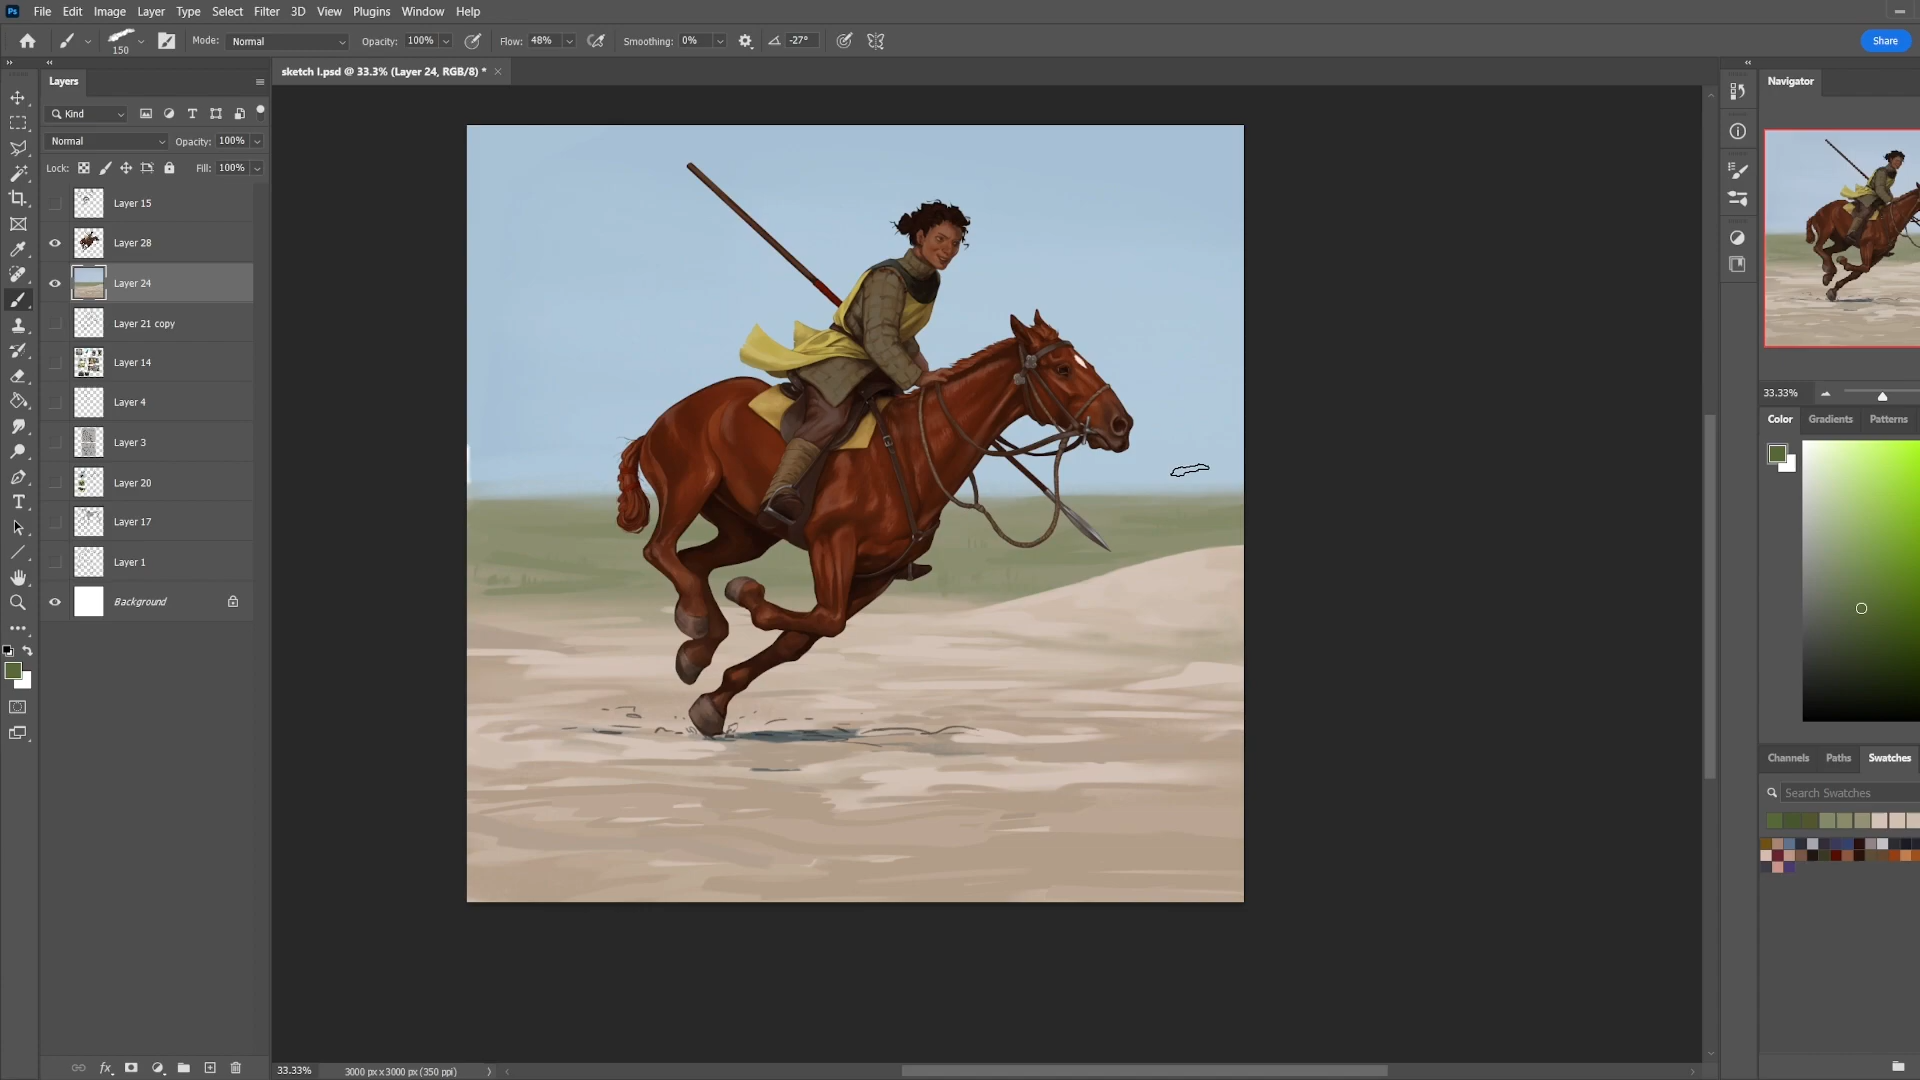 Ps File Edit Image Layer Type Select Filter 3D View Plugins Window Help
150 Mode: Normal Opacity: 100% Flow: 48% Smoothing: 0% -27° Share
Layers
sketch I.psd @ 33.3% (Layer 24, RGB/8) *
Navigator
Kind
Normal Opacity: 100%
Lock: Fill: 100%
Layer 15
Layer 28
Layer 24
Layer 21 copy
Layer 14
Layer 4
Layer 3
Layer 20
Layer 17
Layer 1
Background
33.33%
Color Gradients Patterns
Channels Paths Swatches
Search Swatches
33.33% 3000 px x 3000 px (350 ppi)